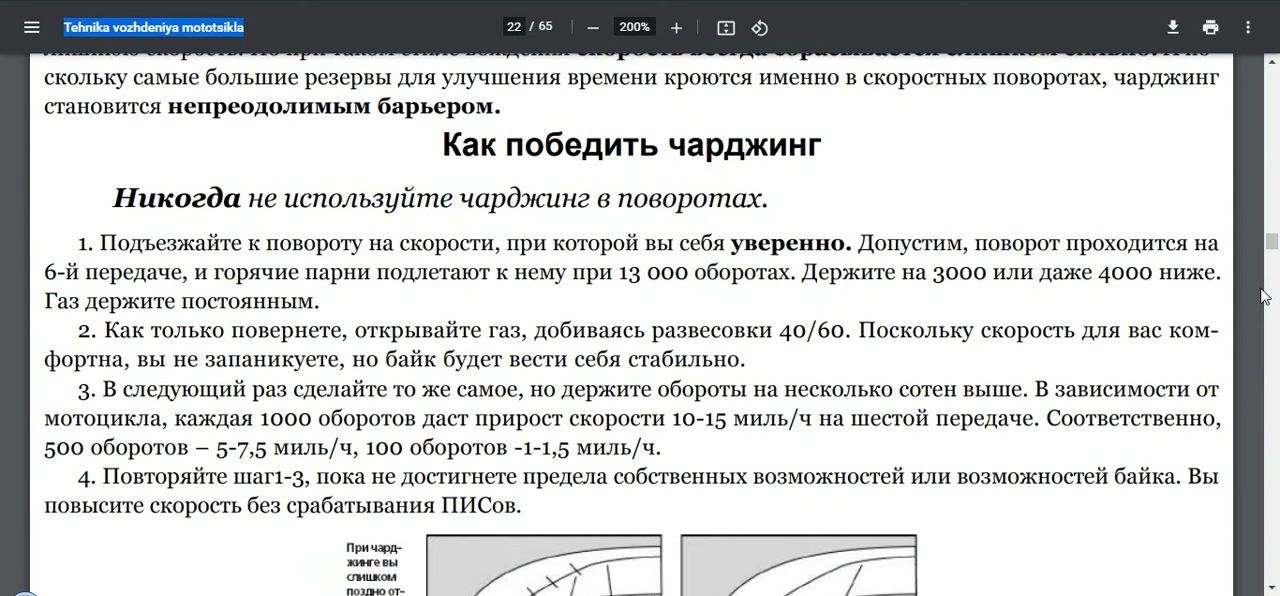 Tehnika vozhdeniya mototsikla
22 / 65
200%
скольку самые большие резервы для улучшения времени кроются именно в скоростных поворотах, чарджинг
становится непреодолимым барьером.
Как победить чарджинг
Никогда не используйте чарджинг в поворотах.
1. Подъезжайте к повороту на скорости, при которой вы себя уверенно. Допустим, поворот проходится на
6-й передаче, и горячие парни подлетают к нему при 13 000 оборотах. Держите на 3000 или даже 4000 ниже.
Газ держите постоянным.
2. Как только повернете, открывайте газ, добиваясь развесовки 40/60. Поскольку скорость для вас ком-
фортна, вы не запаникуете, но байк будет вести себя стабильно.
3. В следующий раз сделайте то же самое, но держите обороты на несколько сотен выше. В зависимости от
мотоцикла, каждая 1000 оборотов даст прирост скорости 10-15 миль/ч на шестой передаче. Соответственно,
500 оборотов – 5-7,5 миль/ч, 100 оборотов -1-1,5 миль/ч.
4. Повторяйте шаг1-3, пока не достигнете предела собственных возможностей или возможностей байка. Вы
повысите скорость без срабатывания ПИСов.
При чард-
жинге вы
слишком
поздно от-